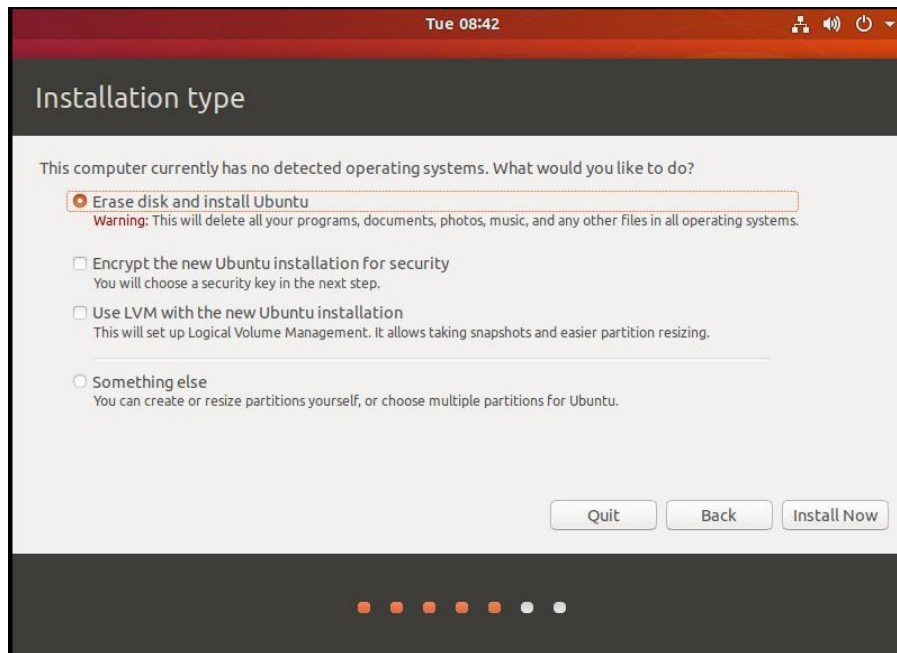 Tue 08:42
Installation type
This computer currently has no detected operating systems. What would you like to do?
Erase disk and install Ubuntu
Warning: This will delete all your programs, documents, photos, music, and any other files in all operating systems.
Encrypt the new Ubuntu installation for security
You will choose a security key in the next step.
Use LVM with the new Ubuntu installation
This will set up Logical Volume Management. It allows taking snapshots and easier partition resizing.
Something else
You can create or resize partitions yourself, or choose multiple partitions for Ubuntu.
Quit Back Install Now